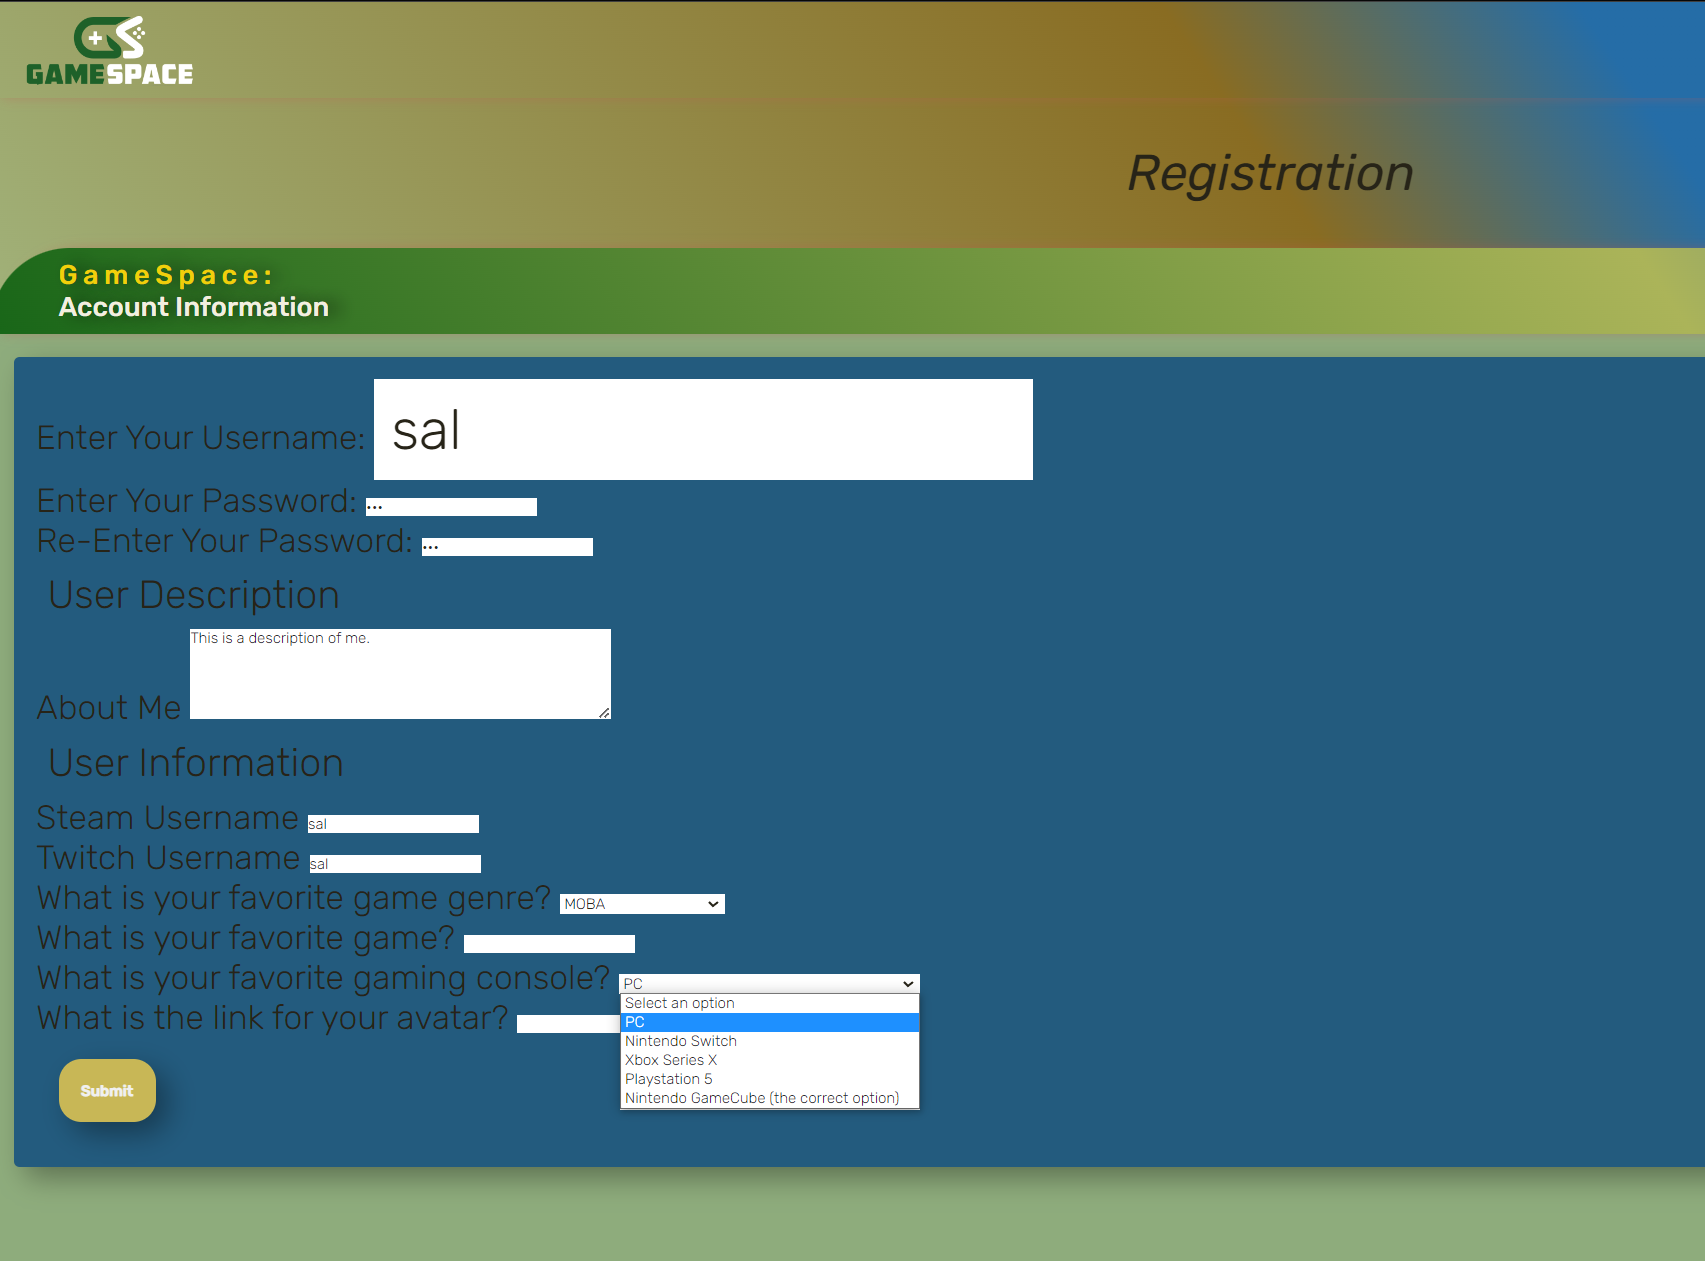 GAMESPACE
Registration
GameSpace:
Account Information
Enter Your Username: sal
Enter Your Password: •••
Re-Enter Your Password: •••
User Description
This is a description of me.
About Me
User Information
Steam Username sal
Twitch Username sal
What is your favorite game genre? MOBA
What is your favorite game?
What is your favorite gaming console? PC
Select an option
What is the link for your avatar?
PC
Nintendo Switch
Xbox Series X
Playstation 5
Nintendo GameCube (the correct option)
Submit